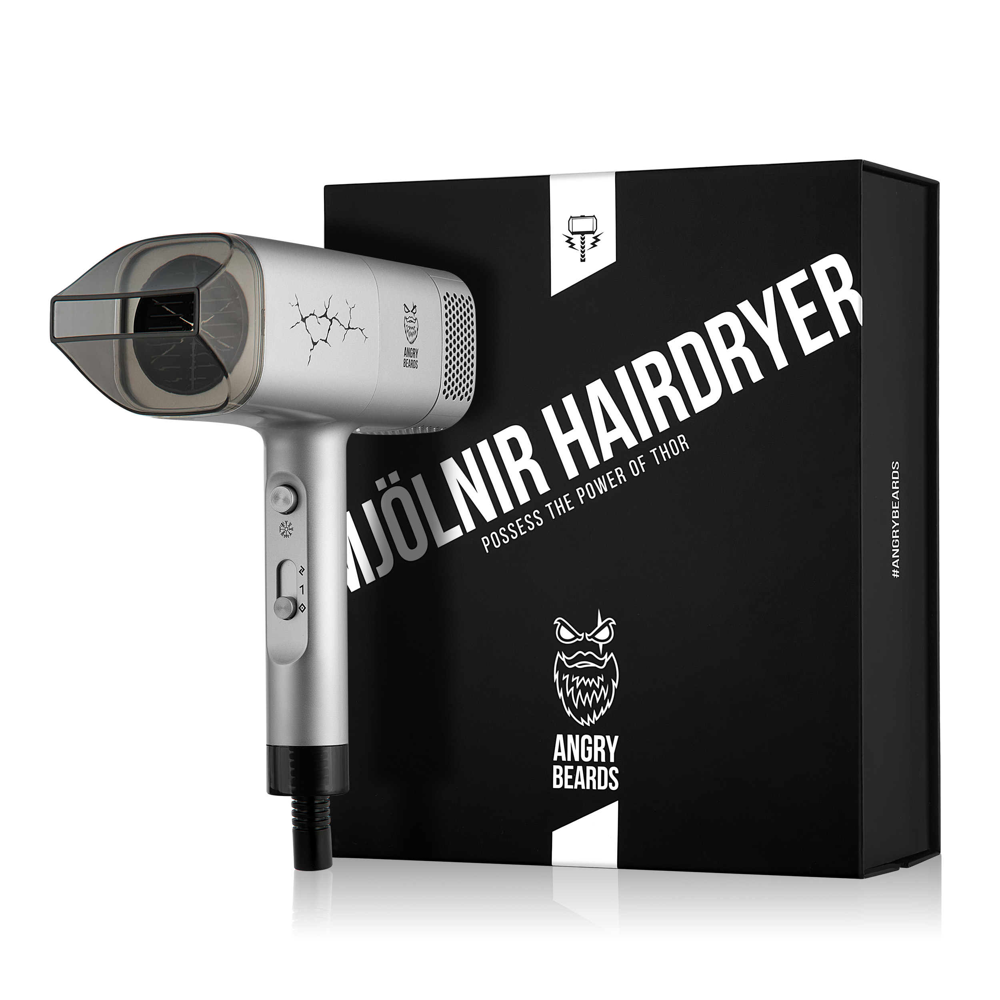 MJÖLNIR HAIRDRYER
POSSESS THE POWER OF THOR
ANGRY
BEARDS
#ANGRYBEARDS
ANGRY
BEARDS